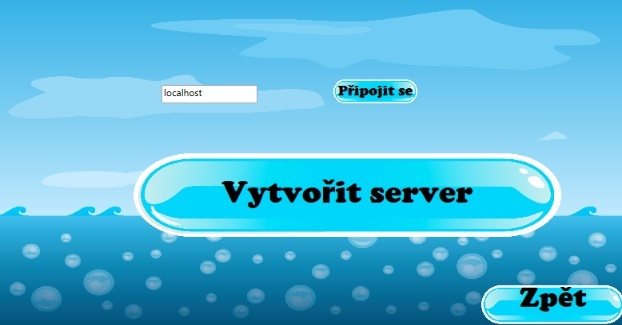 localhost
Připojit se
Vytvořit server
Zpět